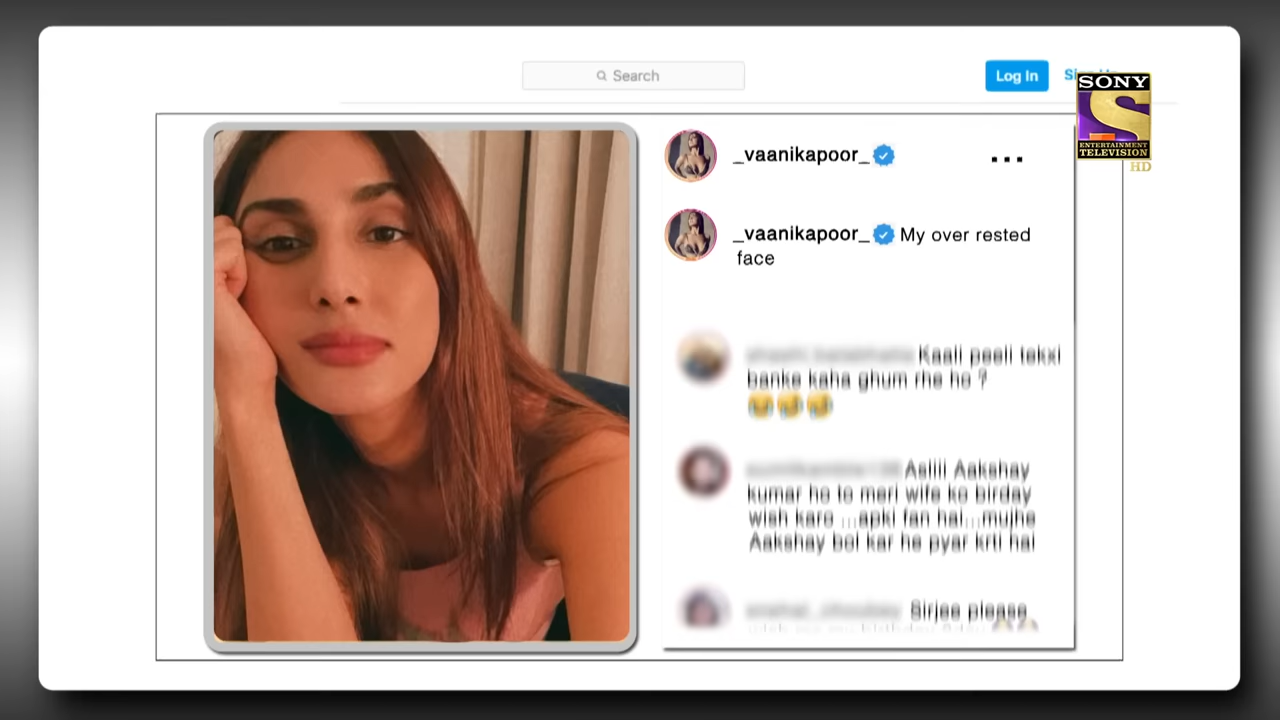 Search
Log In
SONY
ENTERTAINMENT
TELEVISION
HD
_vaanikapoor_
_vaanikapoor_ My over rested
face
Kaali peeli tekxi
banke kaha ghum rhe ho ?
Asliii Aakshay
kumar ho to meri wife ko birday
wish karo ...apki fan hai...mujhe
Aakshay bol kar he pyar krti hai
Sirjee please